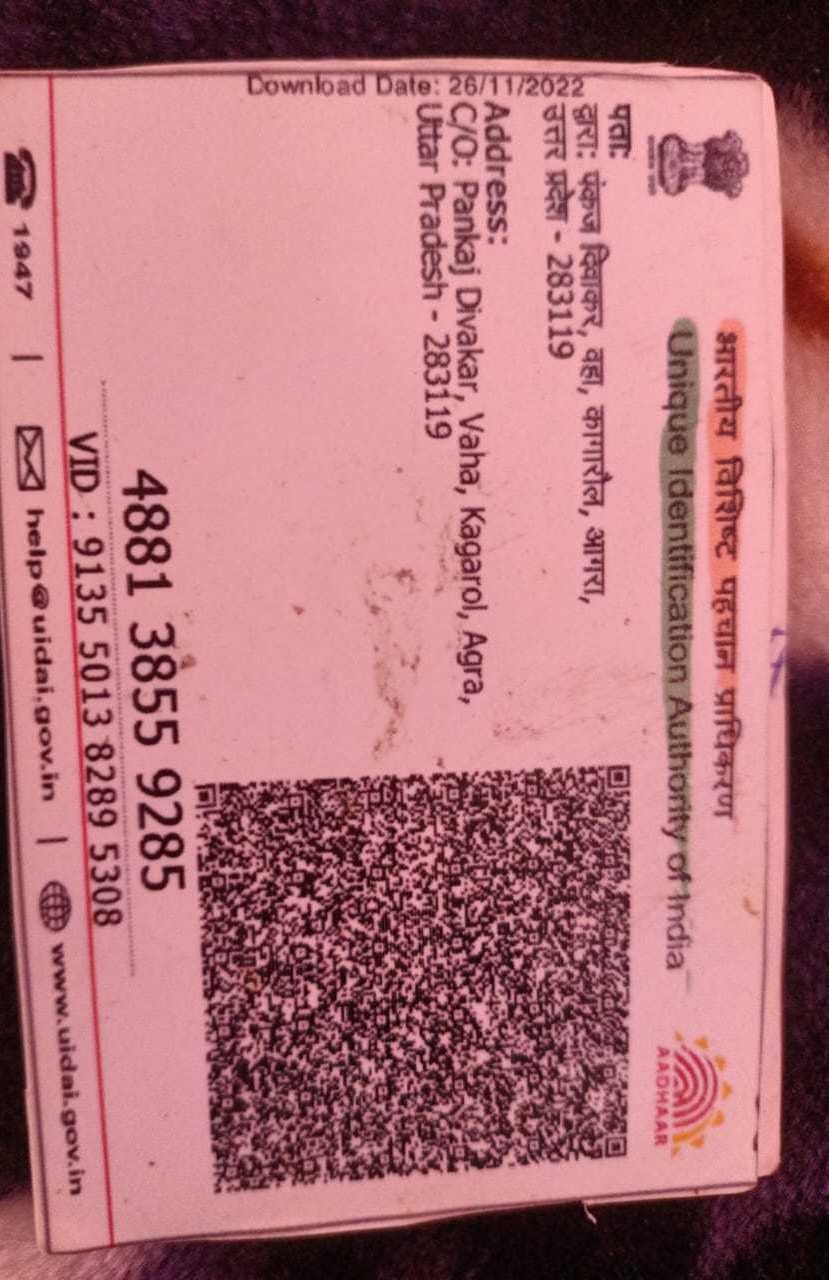 भारतीय विशिष्ट पहचान प्राधिकरण
Unique Identification Authority of India
AADHAAR
पता:
द्वारा: पंकज दिवाकर, वहा, कागारौल, आगरा,
उत्तर प्रदेश - 283119
Address:
C/O: Pankaj Divakar, Vaha, Kagarol, Agra,
Uttar Pradesh - 283119
Download Date: 26/11/2022
4881 3855 9285
VID : 9135 5013 8289 5308
1947 | help@uidai.gov.in | www.uidai.gov.in